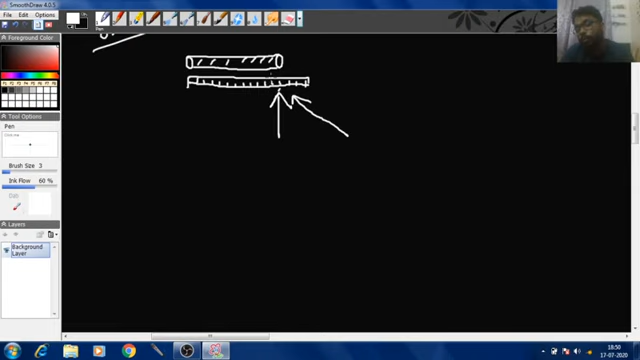 SmoothDraw 4.0.5
File Edit Options
Foreground Color
Pen
Tool Options
Pen
Brush Size 3
Ink Flow 60 %
Layers
Background Layer
18:50
17-07-2020